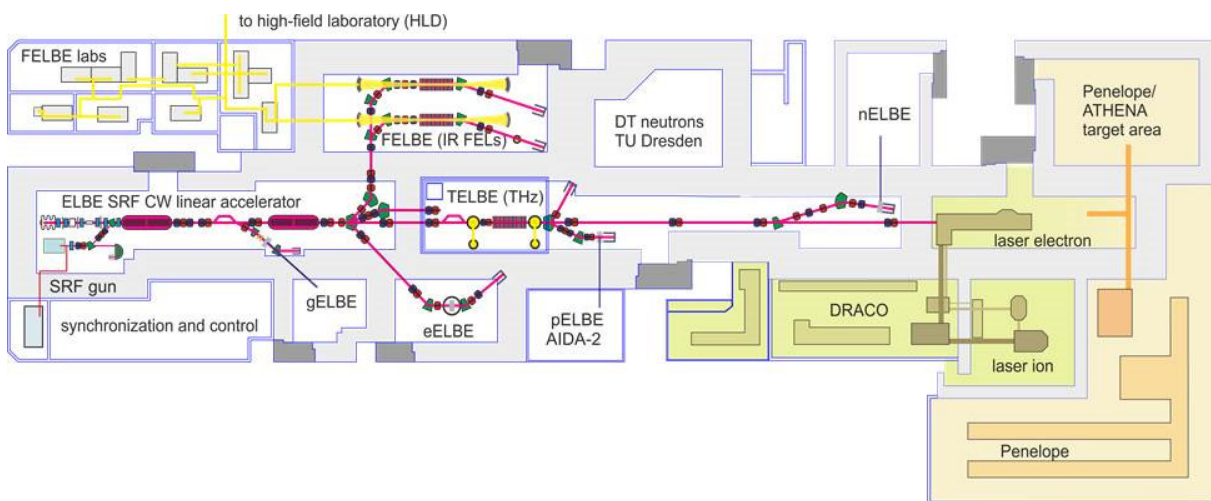 to high-field laboratory (HLD)
FELBE labs
FELBE (IR FELs)
DT neutrons
TU Dresden
nELBE
Penelope/
ATHENA
target area
ELBE SRF CW linear accelerator
TELBE (THz)
laser electron
SRF gun
gELBE
synchronization and control
eELBE
pELBE
AIDA-2
DRACO
laser ion
Penelope